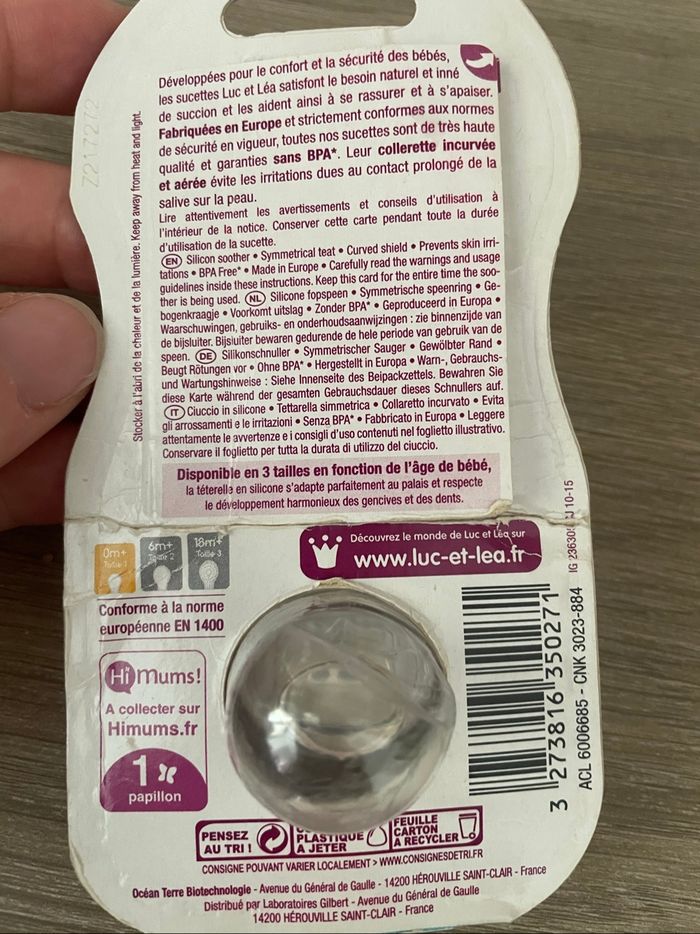 Développées pour le confort et la sécurité des bébés,
les sucettes Luc et Léa satisfont le besoin naturel et inné
de succion et les aident ainsi à se rassurer et à s'apaiser.
Fabriquées en Europe et strictement conformes aux normes
de sécurité en vigueur, toutes nos sucettes sont de très haute
qualité et garanties sans BPA*. Leur collerette incurvée
et aérée évite les irritations dues au contact prolongé de la
salive sur la peau.
Lire attentivement les avertissements et conseils d'utilisation à
l'intérieur de la notice. Conserver cette carte pendant toute la durée
d'utilisation de la sucette.
EN Silicon soother • Symmetrical teat • Curved shield • Prevents skin irri-
tations • BPA Free* • Made in Europe • Carefully read the warnings and usage
guidelines inside these instructions. Keep this card for the entire time the soo-
ther is being used. NL Silicone fopspeen • Symmetrische speenring • Ge-
bogenkraagje • Voorkomt uitslag • Zonder BPA* • Geproduceerd in Europa •
Waarschuwingen, gebruiks- en onderhoudsaanwijzingen : zie binnenzijde van
de bijsluiter. Bijsluiter bewaren gedurende de hele periode van gebruik van de
speen. DE Silikonschnuller • Symmetrischer Sauger • Gewölbter Rand •
Beugt Rötungen vor • Ohne BPA* • Hergestellt in Europa • Warn-, Gebrauchs-
und Wartungshinweise : Siehe Innenseite des Beipackzettels. Bewahren Sie
diese Karte während der gesamten Gebrauchsdauer dieses Schnullers auf.
IT Ciuccio in silicone • Tettarella simmetrica • Collaretto incurvato • Evita
gli arrossamenti e le irritazioni • Senza BPA* • Fabbricato in Europa • Leggere
attentamente le avvertenze e i consigli d'uso contenuti nel foglietto illustrativo.
Conservare il foglietto per tutta la durata di utilizzo del ciuccio.
Disponible en 3 tailles en fonction de l'âge de bébé,
la téterelle en silicone s'adapte parfaitement au palais et respecte
le développement harmonieux des gencives et des dents.
Stocker à l'abri de la chaleur et de la lumière. Keep away from heat and light.
Z217272
0m+
Taille 1
6m+
Taille 2
18m+
Taille 3
Découvrez le monde de Luc et Léa sur
www.luc-et-lea.fr
10-15
Conforme à la norme
européenne EN 1400
Hi mums!
A collecter sur
Himums.fr
1
papillon
3 273816 350271
ACL 6006685 - CNK 3023-884
PENSEZ
AU TRI !
PLASTIQUE
A JETER
FEUILLE
CARTON
A RECYCLER
CONSIGNE POUVANT VARIER LOCALEMENT > WWW.CONSIGNESDETRI.FR
Océan Terre Biotechnologie - Avenue du Général de Gaulle - 14200 HÉROUVILLE SAINT-CLAIR - France
Distribué par Laboratoires Gilbert - Avenue du Général de Gaulle
14200 HÉROUVILLE SAINT-CLAIR - France